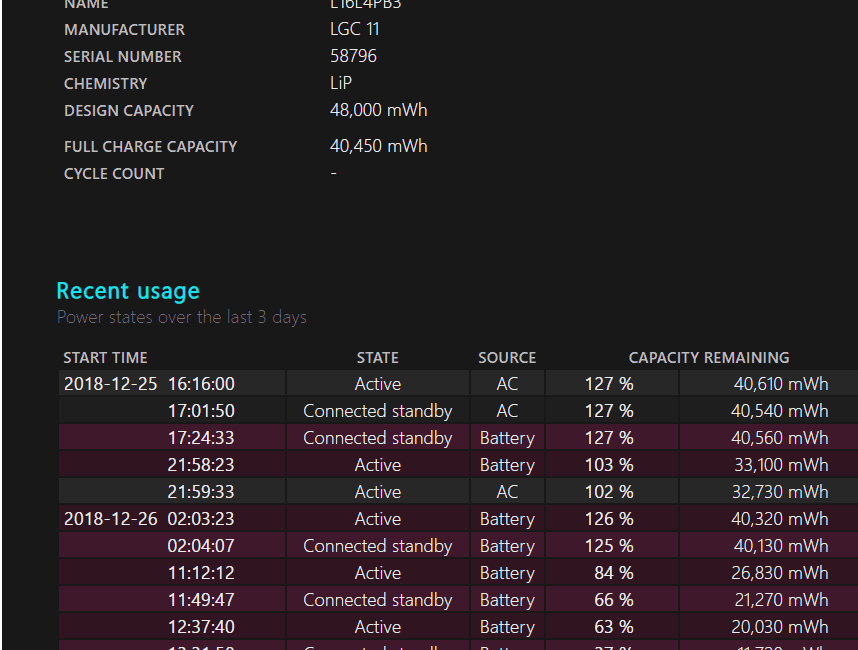 NAME L16L4PB3
MANUFACTURER LGC 11
SERIAL NUMBER 58796
CHEMISTRY LiP
DESIGN CAPACITY 48,000 mWh
FULL CHARGE CAPACITY 40,450 mWh
CYCLE COUNT -
Recent usage
Power states over the last 3 days
START TIME STATE SOURCE CAPACITY REMAINING
2018-12-25 16:16:00 Active AC 127 % 40,610 mWh
17:01:50 Connected standby AC 127 % 40,540 mWh
17:24:33 Connected standby Battery 127 % 40,560 mWh
21:58:23 Active Battery 103 % 33,100 mWh
21:59:33 Active AC 102 % 32,730 mWh
2018-12-26 02:03:23 Active Battery 126 % 40,320 mWh
02:04:07 Connected standby Battery 125 % 40,130 mWh
11:12:12 Active Battery 84 % 26,830 mWh
11:49:47 Connected standby Battery 66 % 21,270 mWh
12:37:40 Active Battery 63 % 20,030 mWh
Connected standby Battery